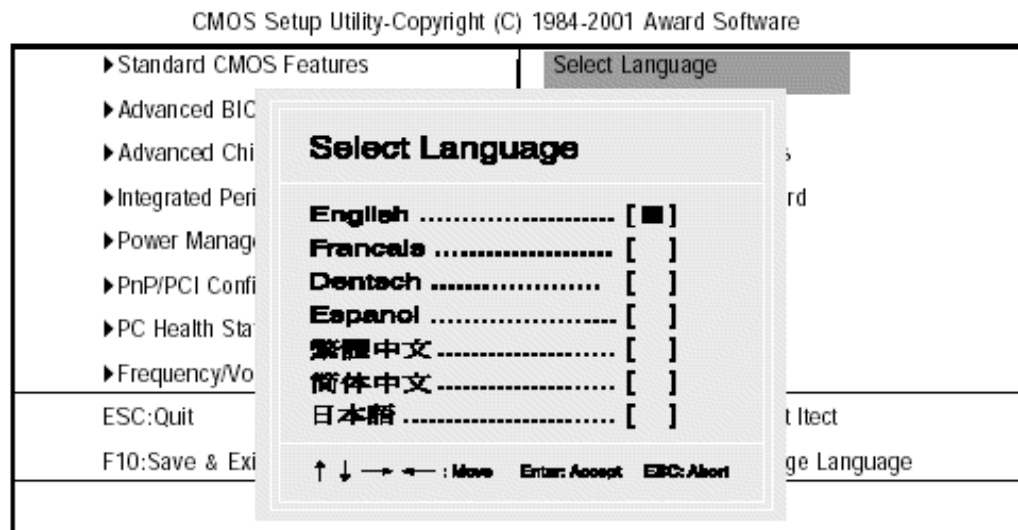 CMOS Setup Utility-Copyright (C) 1984-2001 Award Software
▶Standard CMOS Features
Select Language
▶Advanced BIO
▶Advanced Chi
s
▶Integrated Peri
rd
▶Power Manag
▶PnP/PCI Confi
▶PC Health Sta
▶Frequency/Vo
ESC:Quit
t Itect
F10:Save & Exi
ge Language
Select Language
English ........................ [■]
Francais ...................... [ ]
Dentsch ..................... [ ]
Espanol ....................... [ ]
繁體中文 ...................... [ ]
简体中文 ...................... [ ]
日本語 .......................... [ ]
↑ ↓ → ← : Move Enter: Accept ESC: Abort